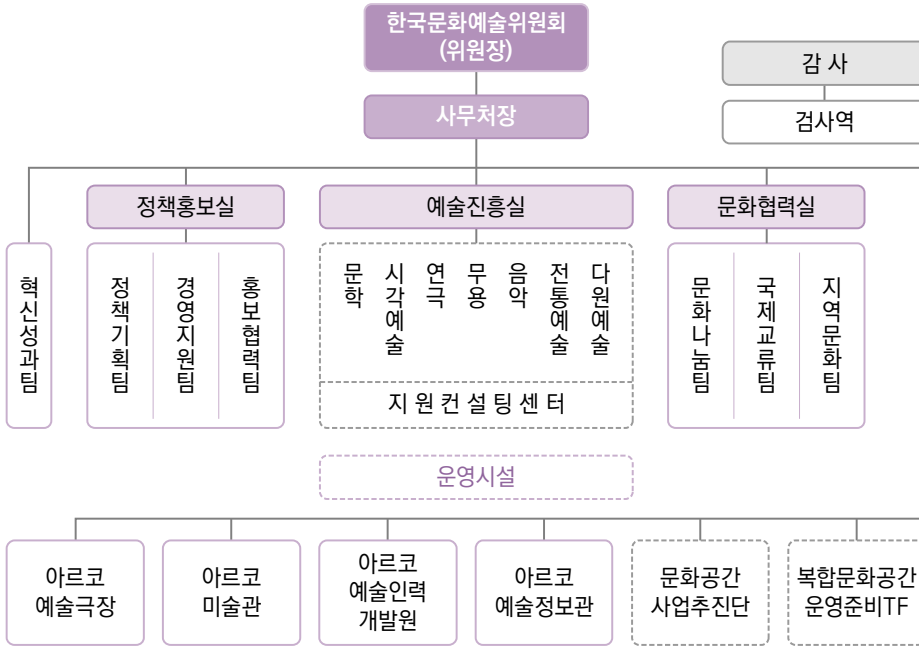 한국문화예술위원회
(위원장)
감 사
사무처장
검사역
정책홍보실
예술진흥실
문화협력실
혁신성과팀
정책기획팀
경영지원팀
홍보협력팀
문학
시각예술
연극
무용
음악
전통예술
다원예술
지원컨설팅센터
문화나눔팀
국제교류팀
지역문화팀
운영시설
아르코
예술극장
아르코
미술관
아르코
예술인력
개발원
아르코
예술정보관
문화공간
사업추진단
복합문화공간
운영준비TF